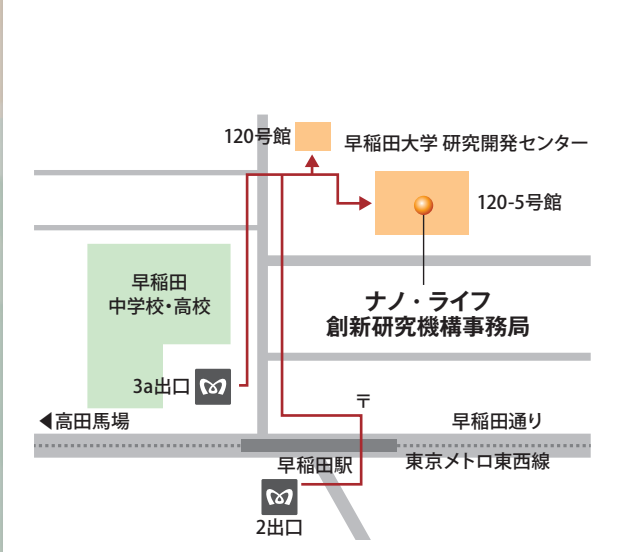 120号館
早稲田大学 研究開発センター
120-5号館
早稲田
中学校・高校
ナノ・ライフ
創新研究機構事務局
3a出口
〒
◀高田馬場
早稲田通り
早稲田駅
東京メトロ東西線
2出口